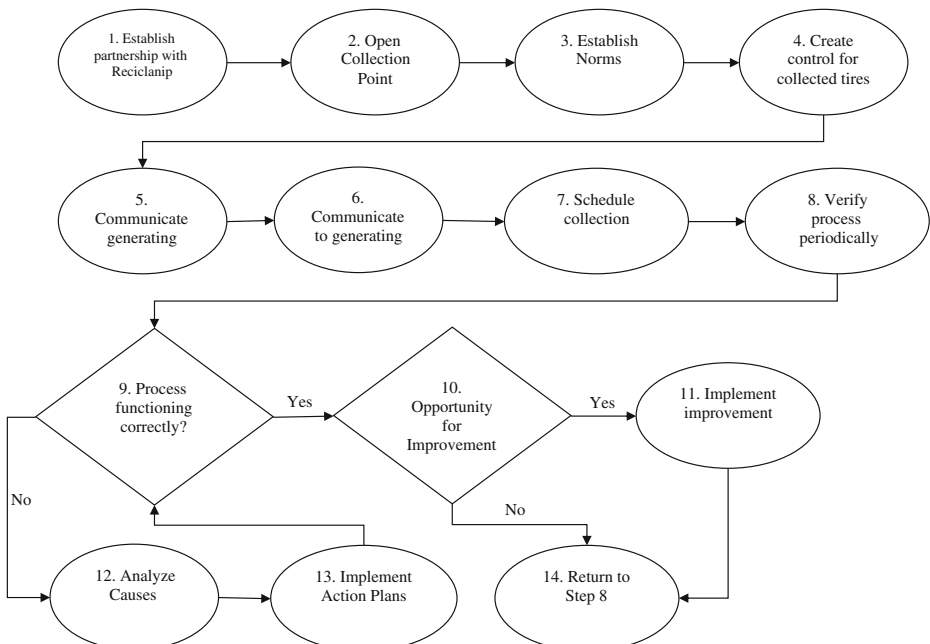 1. Establish
partnership with
Reciclanip
2. Open
Collection
Point
3. Establish
Norms
4. Create
control for
collected tires
5.
Communicate
generating
6.
Communicate
to generating
7. Schedule
collection
8. Verify
process
periodically
9. Process
functioning
correctly?
Yes
10.
Opportunity
for
Improvement
Yes
11. Implement
improvement
No
No
12. Analyze
Causes
13. Implement
Action Plans
14. Return to
Step 8